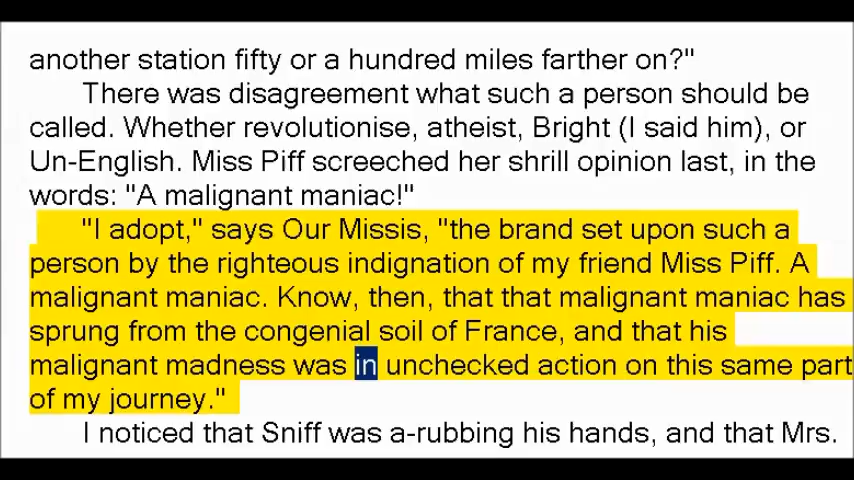 another station fifty or a hundred miles farther on?"
There was disagreement what such a person should be
called. Whether revolutionise, atheist, Bright (I said him), or
Un-English. Miss Piff screeched her shrill opinion last, in the
words: "A malignant maniac!"
"I adopt," says Our Missis, "the brand set upon such a
person by the righteous indignation of my friend Miss Piff. A
malignant maniac. Know, then, that that malignant maniac has
sprung from the congenial soil of France, and that his
malignant madness was in unchecked action on this same part
of my journey."
I noticed that Sniff was a-rubbing his hands, and that Mrs.